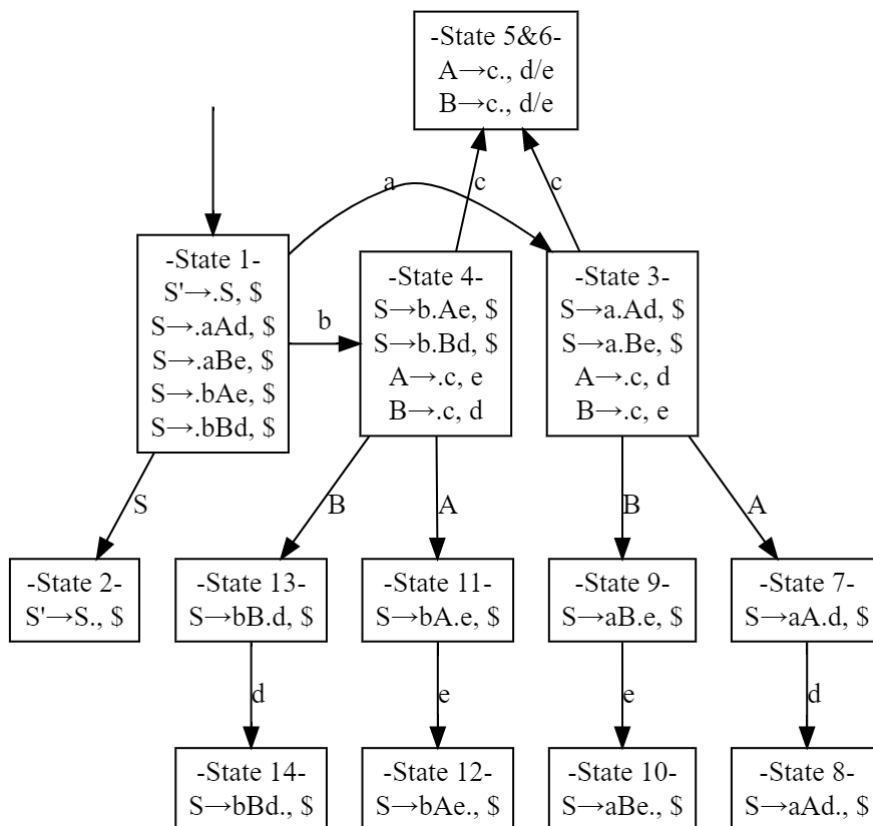 -State 5&6-
A→c., d/e
B→c., d/e
a
c
c
-State 1-
S'→.S, $
S→.aAd, $
S→.aBe, $
S→.bAe, $
S→.bBd, $
b
-State 4-
S→b.Ae, $
S→b.Bd, $
A→.c, e
B→.c, d
-State 3-
S→a.Ad, $
S→a.Be, $
A→.c, d
B→.c, e
S
B
A
B
A
-State 2-
S'→S., $
-State 13-
S→bB.d, $
-State 11-
S→bA.e, $
-State 9-
S→aB.e, $
-State 7-
S→aA.d, $
d
e
e
d
-State 14-
S→bBd., $
-State 12-
S→bAe., $
-State 10-
S→aBe., $
-State 8-
S→aAd., $